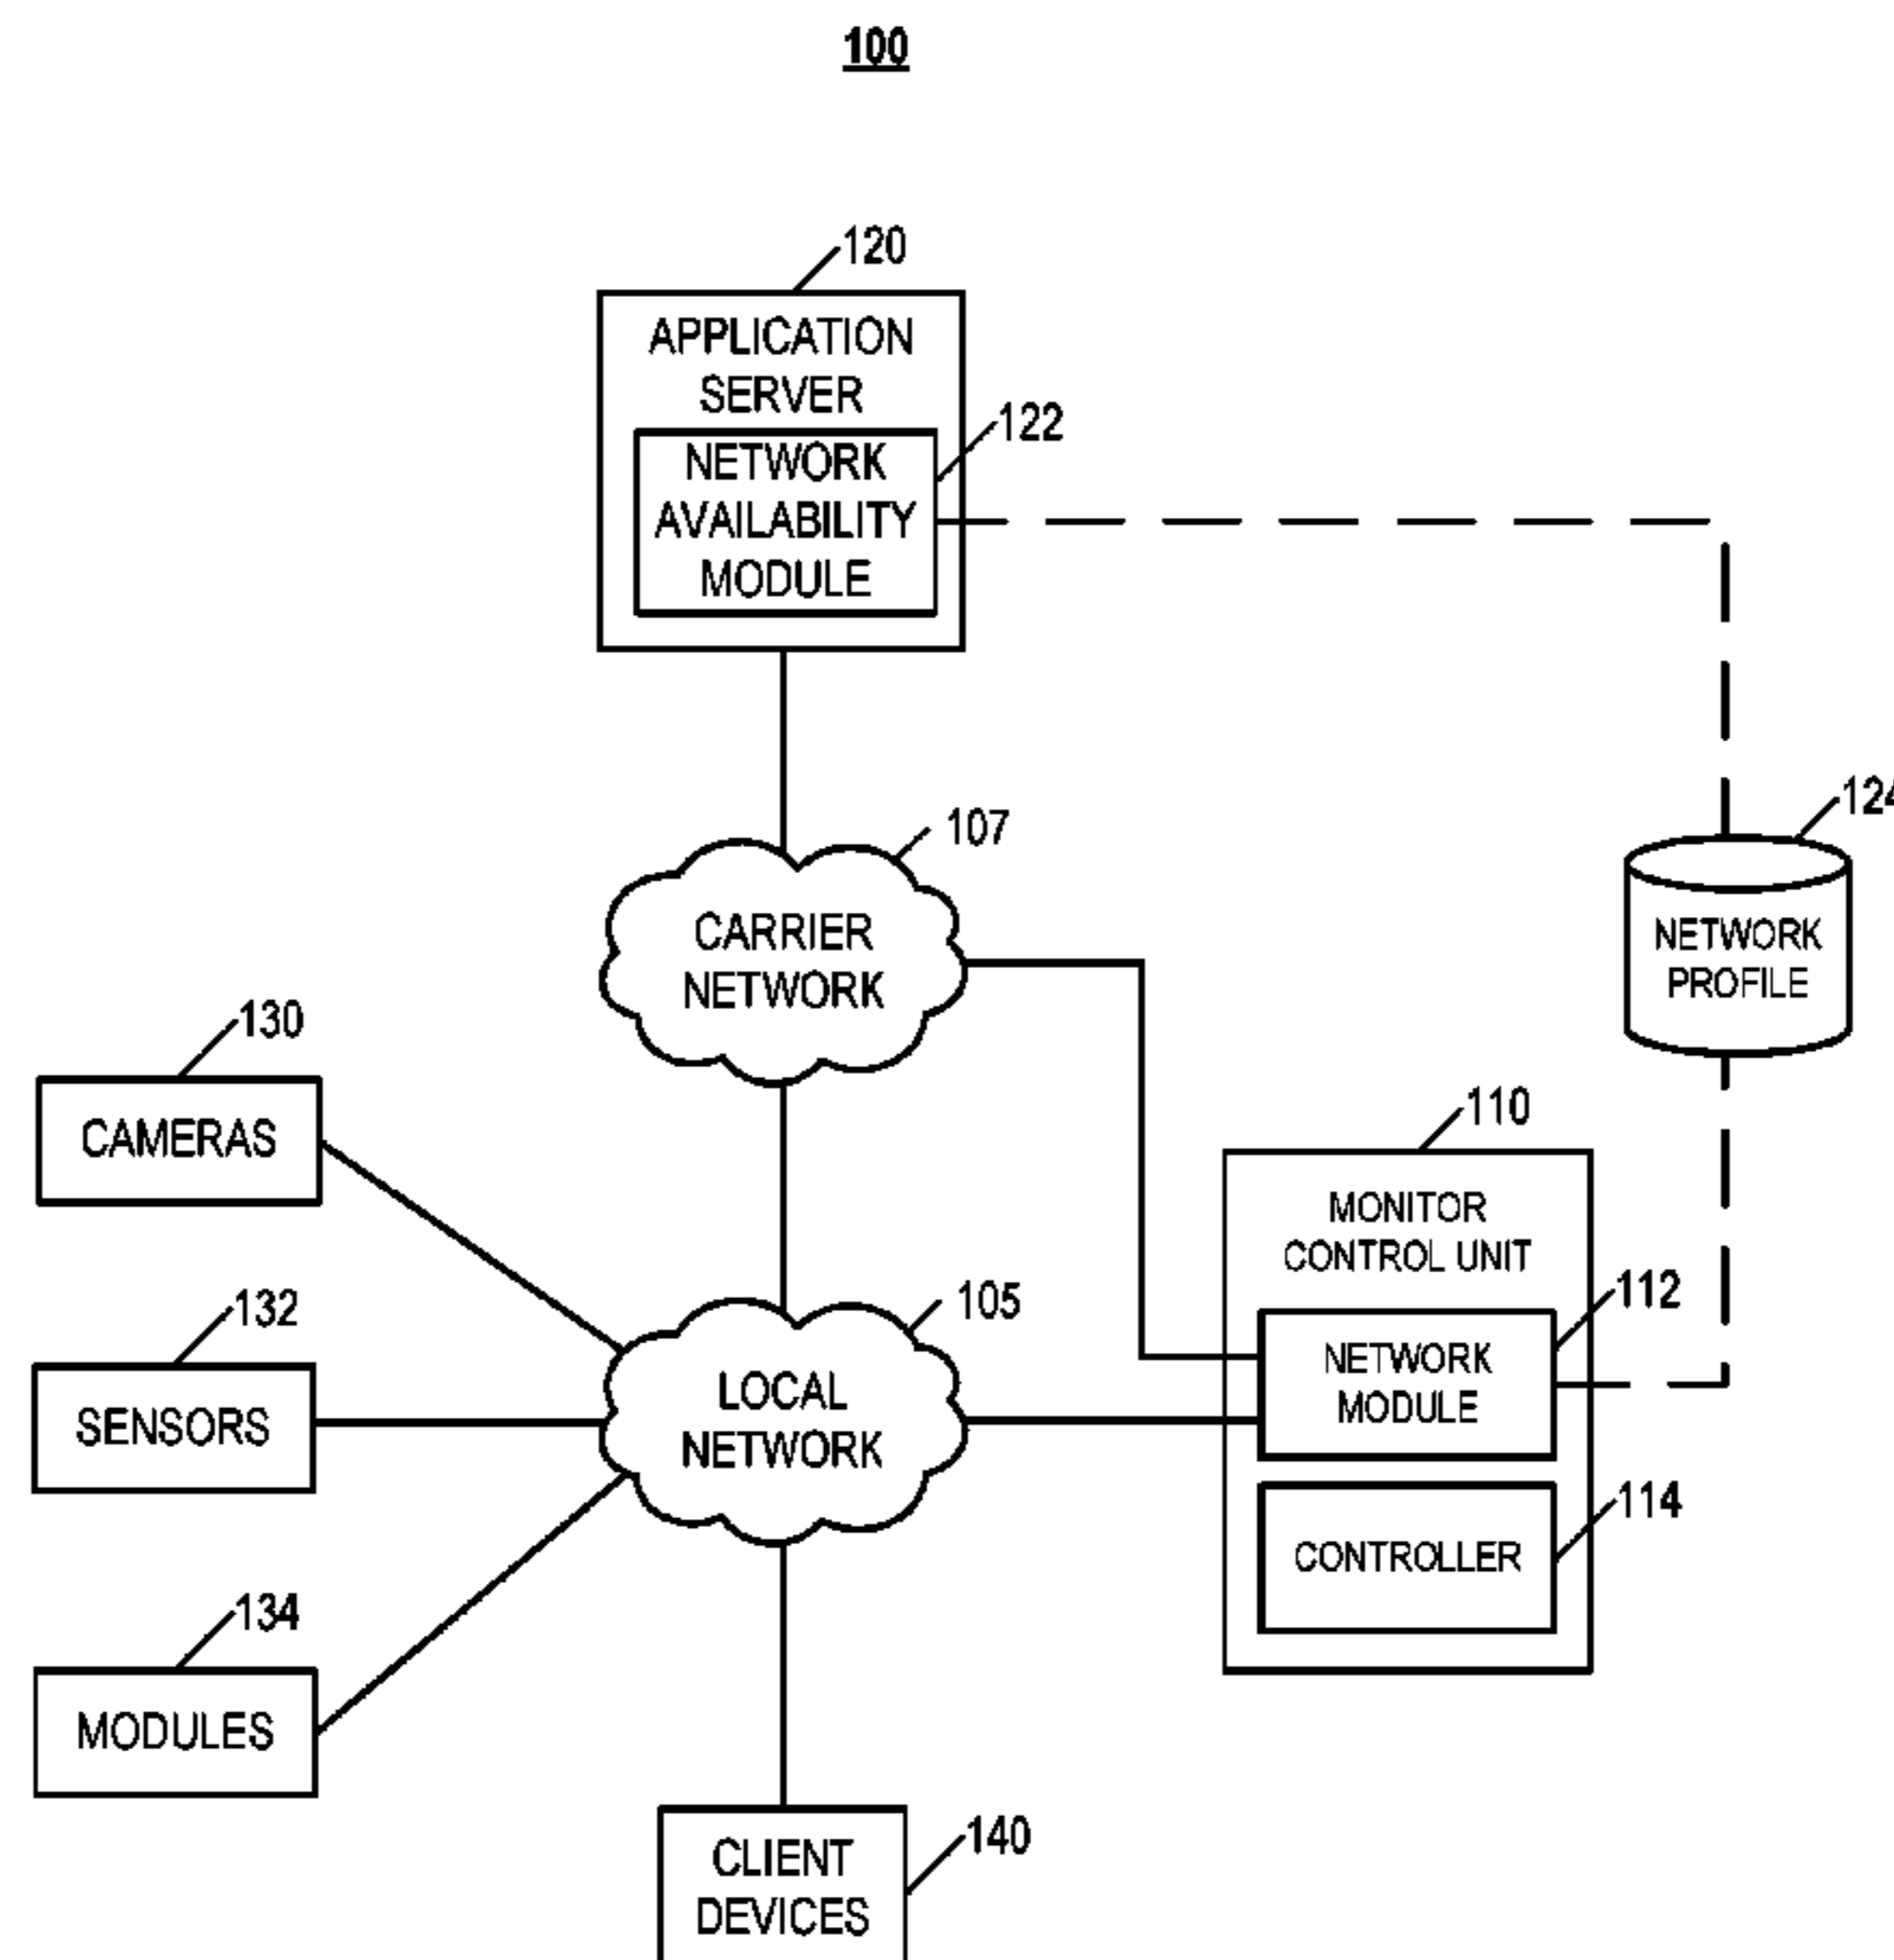 100
120
APPLICATION
SERVER
122
NETWORK
AVAILABILITY
MODULE
107
CARRIER
NETWORK
124
NETWORK
PROFILE
130
CAMERAS
110
MONITOR
CONTROL UNIT
112
NETWORK
MODULE
105
LOCAL
NETWORK
132
SENSORS
114
CONTROLLER
134
MODULES
140
CLIENT
DEVICES